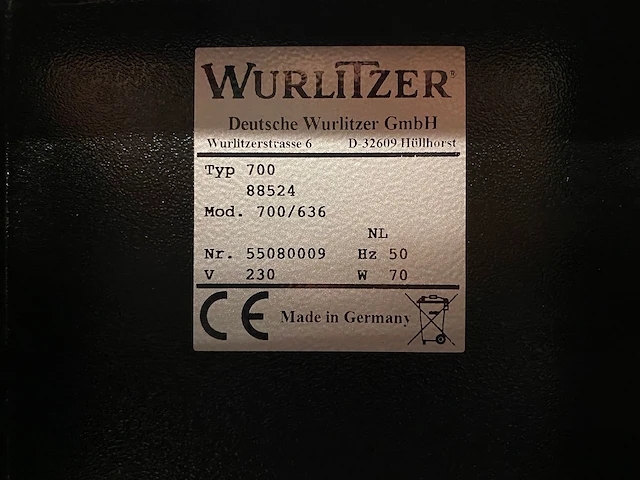 WURLITZER®
Deutsche Wurlitzer GmbH
Wurlitzerstrasse 6 D-32609 Hüllhorst
Typ 700
88524
Mod. 700/636
NL
Nr. 55080009 Hz 50
V 230 W 70
CE Made in Germany